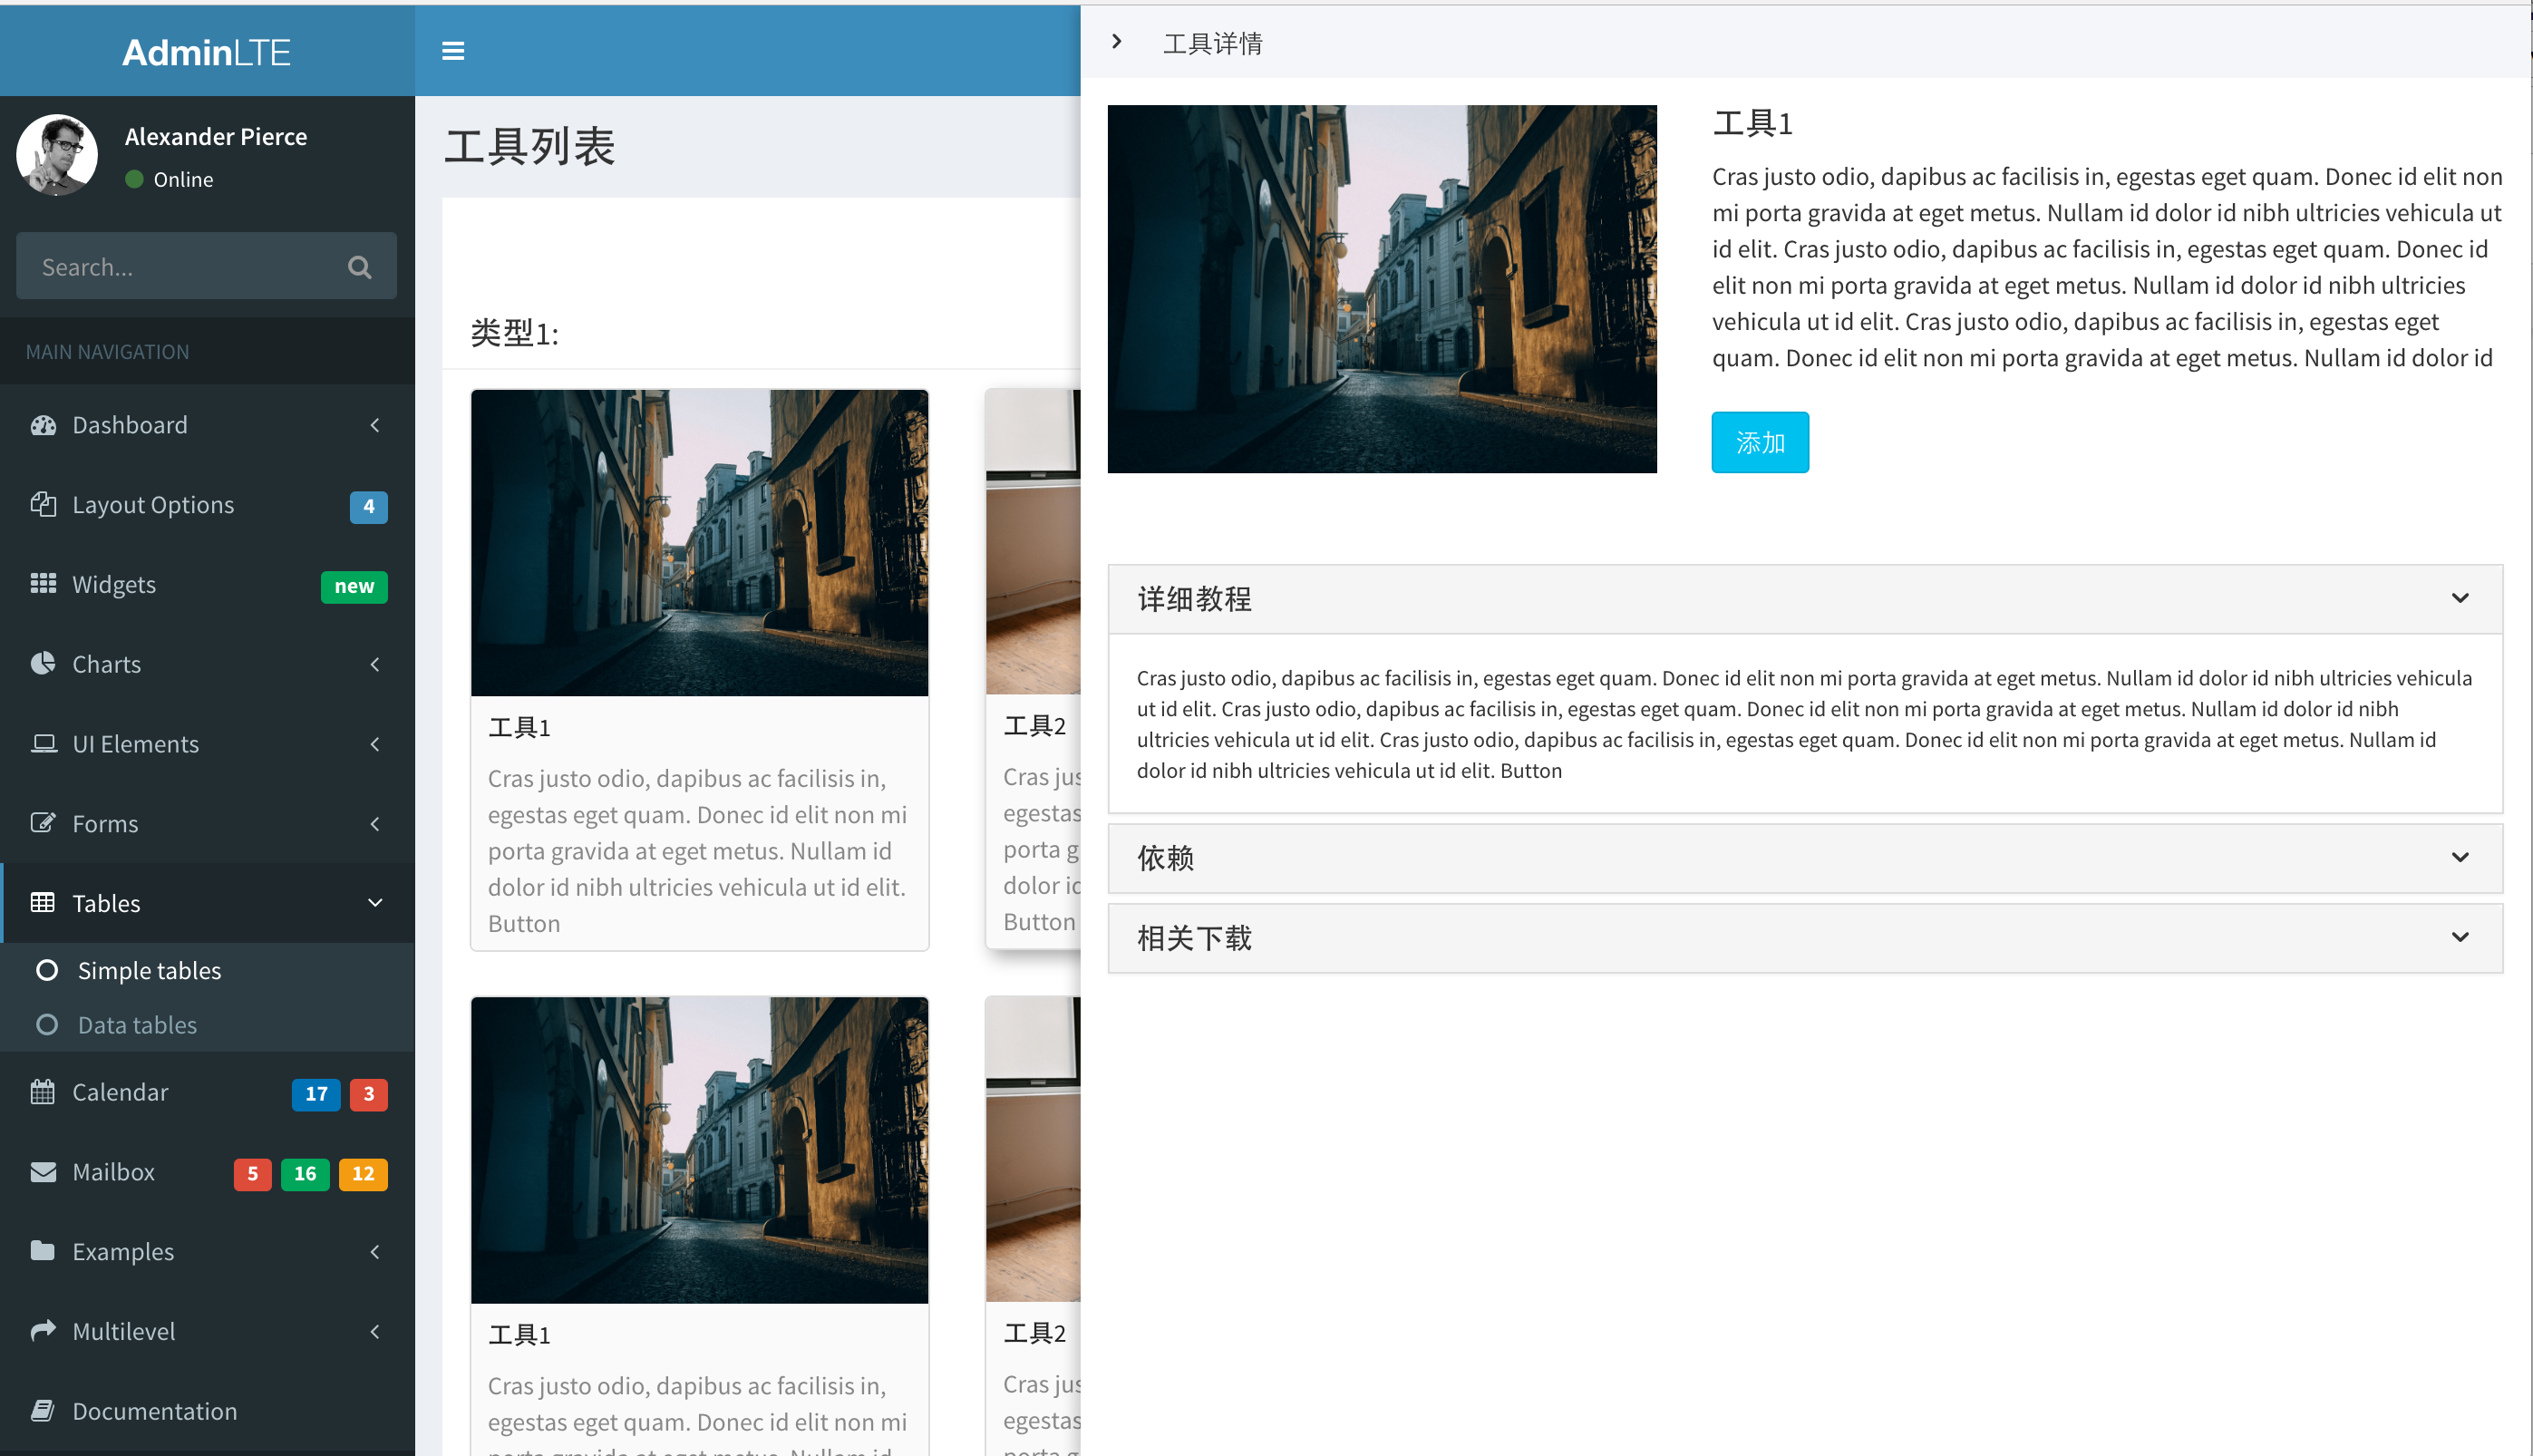 AdminLTE
Alexander Pierce
Online
Search...
MAIN NAVIGATION
Dashboard
Layout Options 4
Widgets new
Charts
UI Elements
Forms
Tables
Simple tables
Data tables
Calendar 17 3
Mailbox 5 16 12
Examples
Multilevel
Documentation
工具列表
类型1:
工具1
Cras justo odio, dapibus ac facilisis in,
egestas eget quam. Donec id elit non mi
porta gravida at eget metus. Nullam id
dolor id nibh ultricies vehicula ut id elit.
Button
工具2
Cras
egestas
porta
dolor
Button
工具1
Cras justo odio, dapibus ac facilisis in,
egestas eget quam. Donec id elit non mi
工具2
Cras
egestas
工具详情
工具1
Cras justo odio, dapibus ac facilisis in, egestas eget quam. Donec id elit non
mi porta gravida at eget metus. Nullam id dolor id nibh ultricies vehicula ut
id elit. Cras justo odio, dapibus ac facilisis in, egestas eget quam. Donec id
elit non mi porta gravida at eget metus. Nullam id dolor id nibh ultricies
vehicula ut id elit. Cras justo odio, dapibus ac facilisis in, egestas eget
quam. Donec id elit non mi porta gravida at eget metus. Nullam id dolor id
添加
详细教程
Cras justo odio, dapibus ac facilisis in, egestas eget quam. Donec id elit non mi porta gravida at eget metus. Nullam id dolor id nibh ultricies vehicula
ut id elit. Cras justo odio, dapibus ac facilisis in, egestas eget quam. Donec id elit non mi porta gravida at eget metus. Nullam id dolor id nibh
ultricies vehicula ut id elit. Cras justo odio, dapibus ac facilisis in, egestas eget quam. Donec id elit non mi porta gravida at eget metus. Nullam id
dolor id nibh ultricies vehicula ut id elit. Button
依赖
相关下载